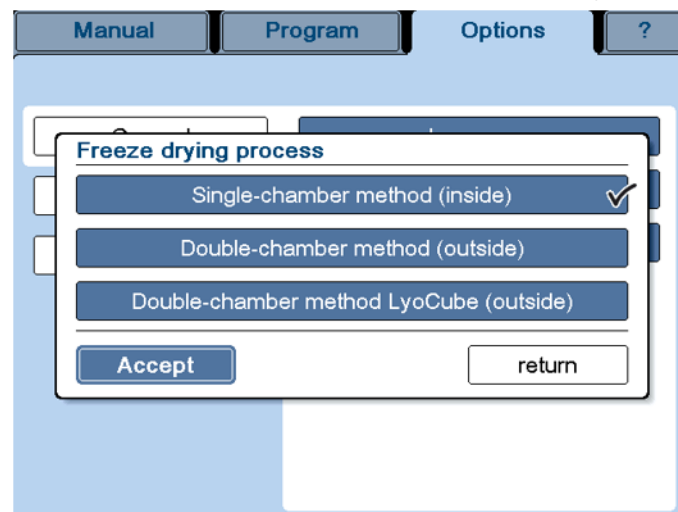 Manual
Program
Options
?
Freeze drying process
Single-chamber method (inside)
Double-chamber method (outside)
Double-chamber method LyoCube (outside)
Accept
return